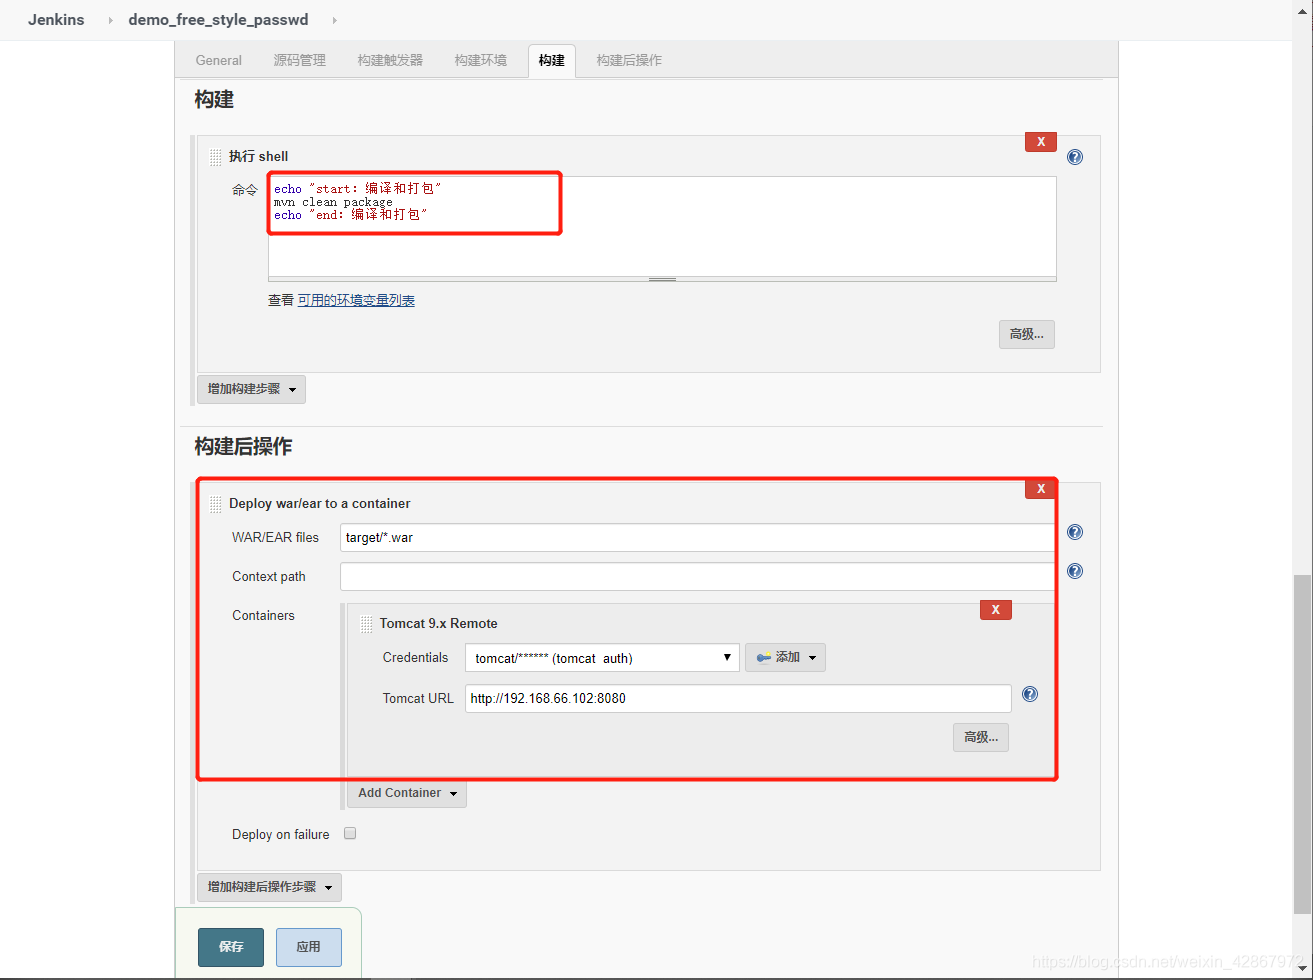 Jenkins demo_free_style_passwd
General 源码管理 构建触发器 构建环境 构建 构建后操作
构建
X
执行 shell
命令
echo "start: 编译和打包"
mvn clean package
echo "end: 编译和打包"
查看 可用的环境变量列表
高级...
增加构建步骤
构建后操作
X
Deploy war/ear to a container
WAR/EAR files target/*.war
Context path
Containers
X
Tomcat 9.x Remote
Credentials tomcat/****** (tomcat auth) 添加
Tomcat URL http://192.168.66.102:8080
高级...
Add Container
Deploy on failure
增加构建后操作步骤
保存 应用